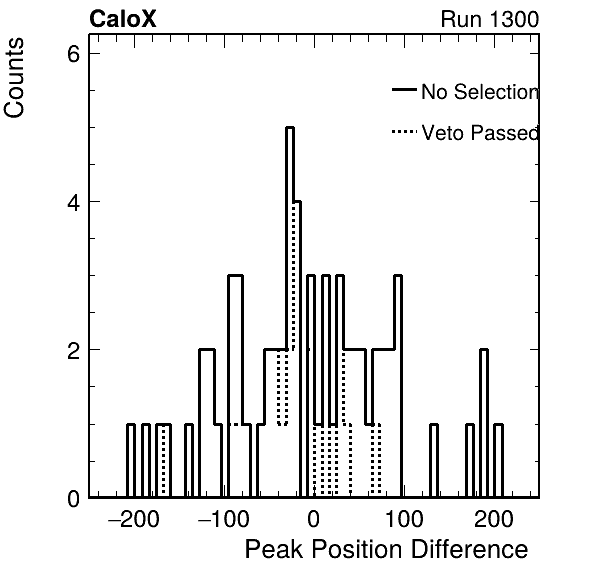 CaloX Run 1300
Counts
6
No Selection
Veto Passed
4
2
0
−200 −100 0 100 200
Peak Position Difference